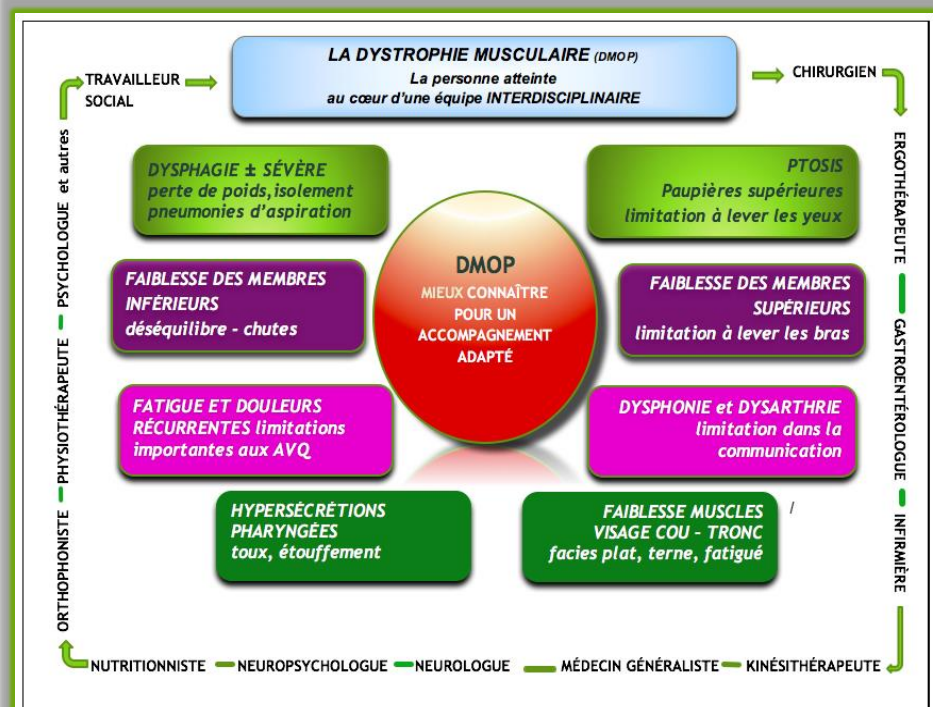 LA DYSTROPHIE MUSCULAIRE (DMOP)
La personne atteinte
au cœur d'une équipe INTERDISCIPLINAIRE
TRAVAILLEUR
SOCIAL
CHIRURGIEN
DYSPHAGIE ± SÉVÈRE
perte de poids,isolement
pneumonies d'aspiration
PTOSIS
Paupières supérieures
limitation à lever les yeux
DMOP
MIEUX CONNAÎTRE
POUR UN
ACCOMPAGNEMENT
ADAPTÉ
FAIBLESSE DES MEMBRES
INFÉRIEURS
déséquilibre - chutes
FAIBLESSE DES MEMBRES
SUPÉRIEURS
limitation à lever les bras
FATIGUE ET DOULEURS
RÉCURRENTES limitations
importantes aux AVQ
DYSPHONIE et DYSARTHRIE
limitation dans la
communication
HYPERSÉCRÉTIONS
PHARYNGÉES
toux, étouffement
FAIBLESSE MUSCLES
VISAGE COU - TRONC
facies plat, terne, fatigué
/
ERGOTHÉRAPEUTE
GASTROENTÉROLOGUE
INFIRMIÈRE
KINÉSITHÉRAPEUTE
MÉDECIN GÉNÉRALISTE
NEUROLOGUE
NEUROPSYCHOLOGUE
NUTRITIONNISTE
ORTHOPHONISTE
PHYSIOTHÉRAPEUTE
PSYCHOLOGUE et autres